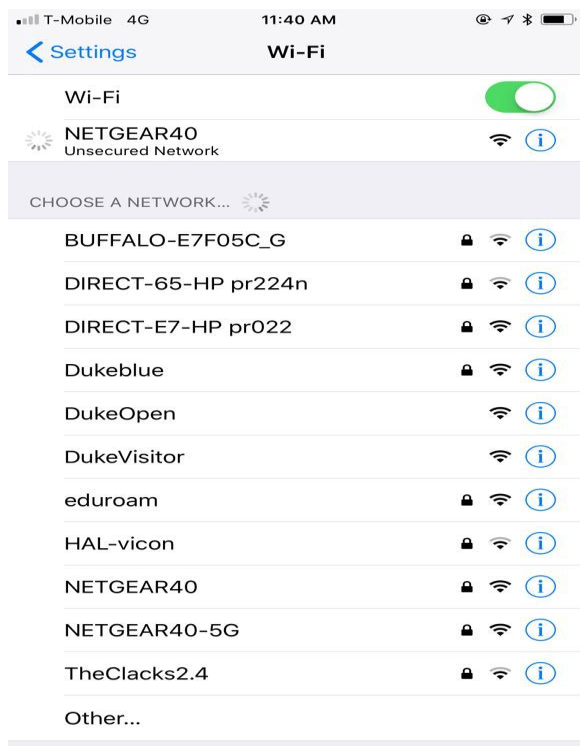 T-Mobile 4G 11:40 AM
Settings Wi-Fi
Wi-Fi
NETGEAR40
Unsecured Network
CHOOSE A NETWORK...
BUFFALO-E7F05C_G
DIRECT-65-HP pr224n
DIRECT-E7-HP pr022
Dukeblue
DukeOpen
DukeVisitor
eduroam
HAL-vicon
NETGEAR40
NETGEAR40-5G
TheClacks2.4
Other...